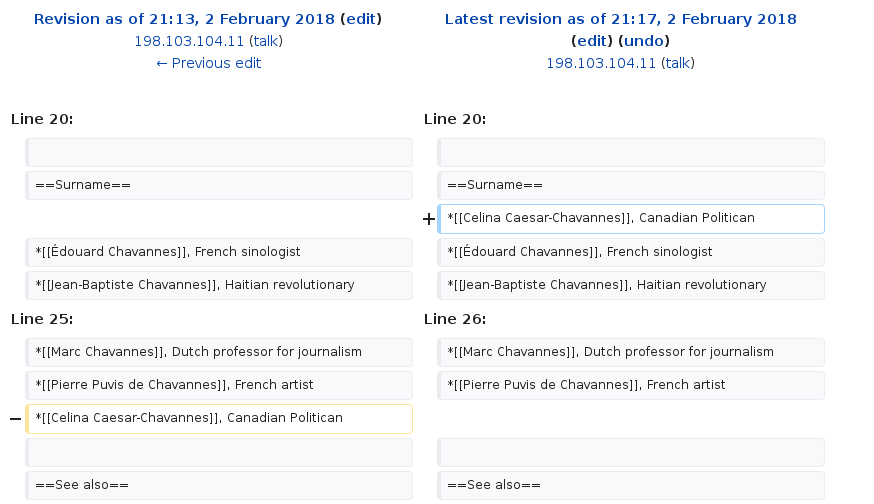 Revision as of 21:13, 2 February 2018 (edit)
198.103.104.11 (talk)
← Previous edit
Latest revision as of 21:17, 2 February 2018
(edit) (undo)
198.103.104.11 (talk)
Line 20:
Line 20:
==Surname==
==Surname==
+ *[[Celina Caesar-Chavannes]], Canadian Politican
*[[Édouard Chavannes]], French sinologist
*[[Édouard Chavannes]], French sinologist
*[[Jean-Baptiste Chavannes]], Haitian revolutionary
*[[Jean-Baptiste Chavannes]], Haitian revolutionary
Line 25:
Line 26:
*[[Marc Chavannes]], Dutch professor for journalism
*[[Marc Chavannes]], Dutch professor for journalism
*[[Pierre Puvis de Chavannes]], French artist
*[[Pierre Puvis de Chavannes]], French artist
− *[[Celina Caesar-Chavannes]], Canadian Politican
==See also==
==See also==